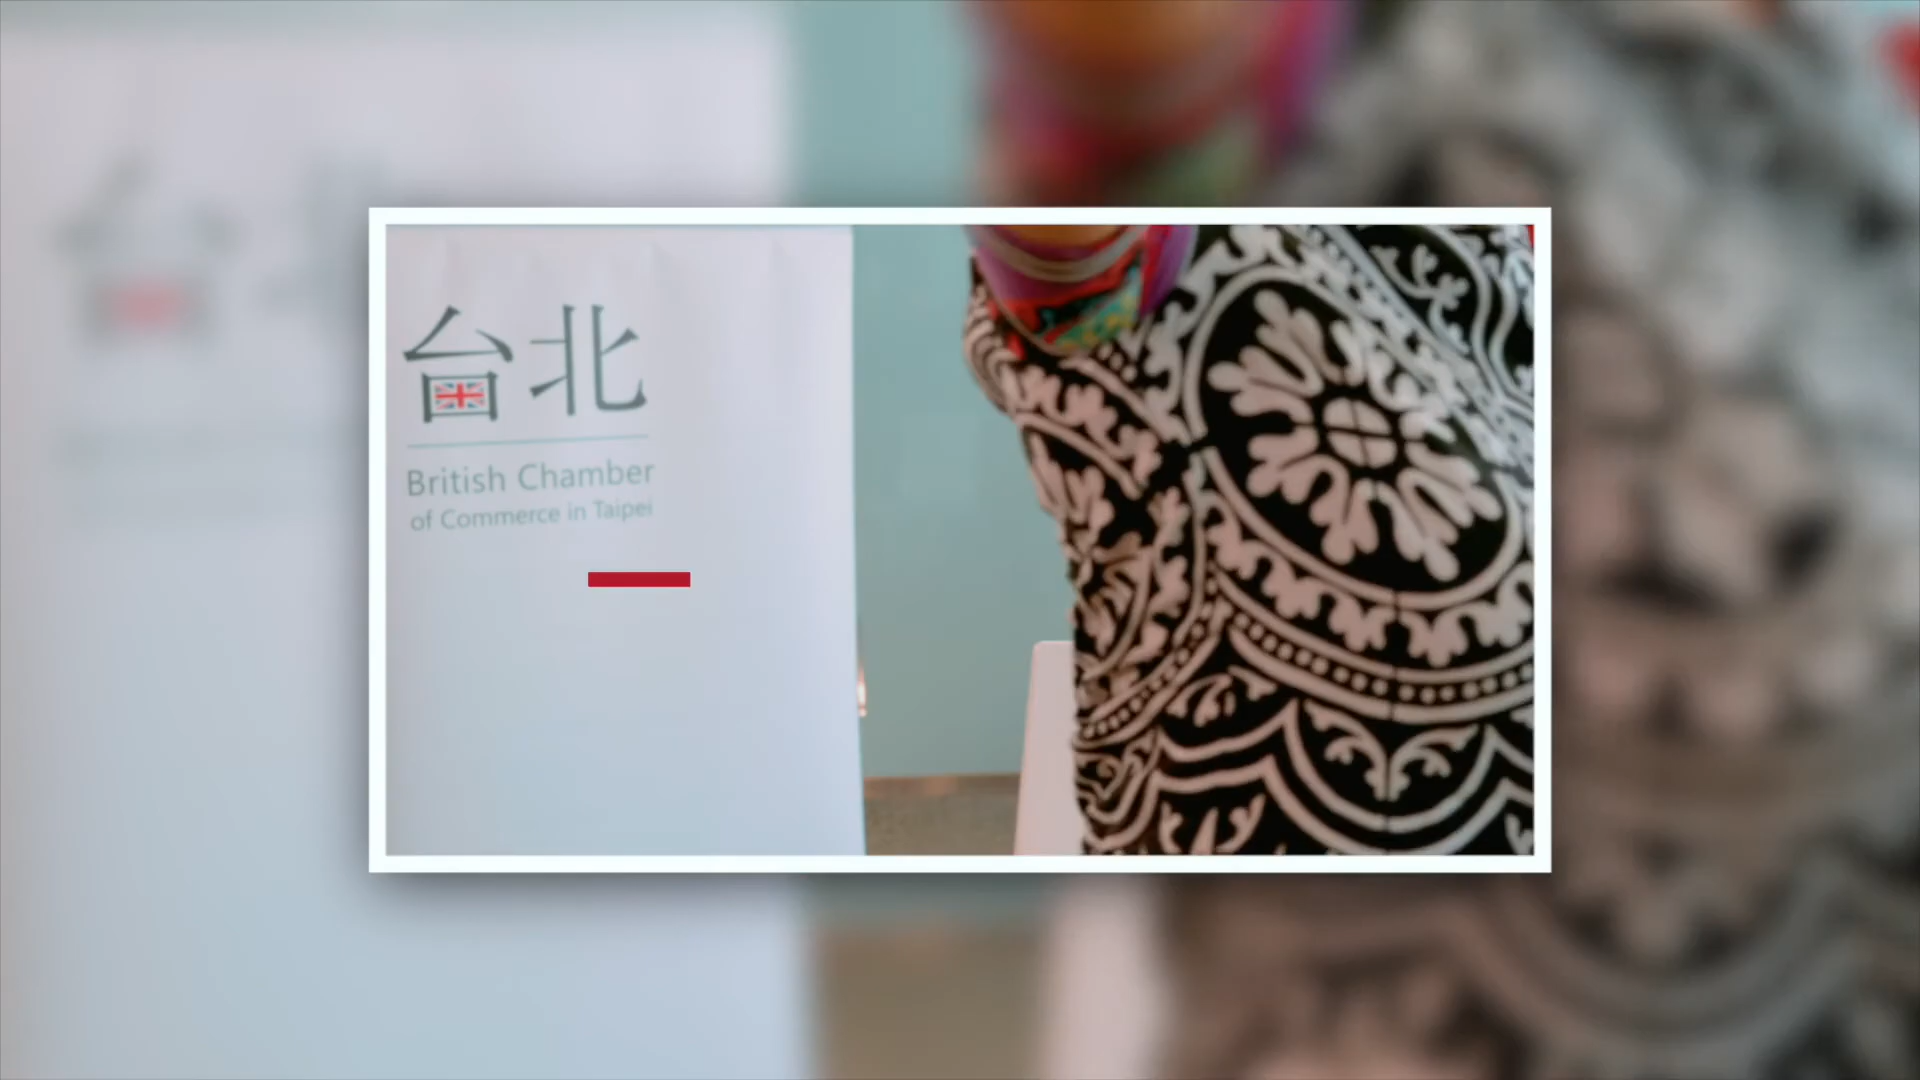 台北
British Chamber
of Commerce in Taipei